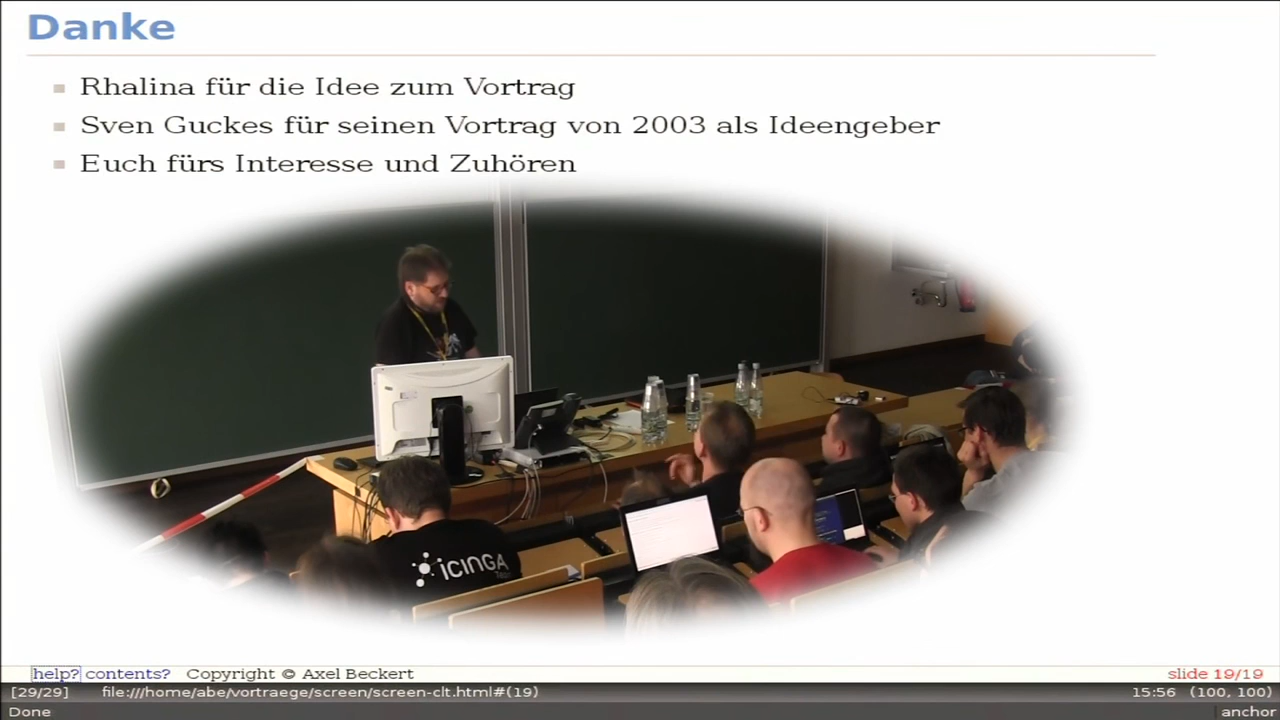 Danke
Rhalina für die Idee zum Vortrag
Sven Guckes für seinen Vortrag von 2003 als Ideengeber
Euch fürs Interesse und Zuhören
iCINGA
help? contents? Copyright © Axel Beckert
slide 19/19
[29/29] file:///home/abe/vortraege/screen/screen-clt.html#(19)
15:56 (100, 100)
Done
anchor